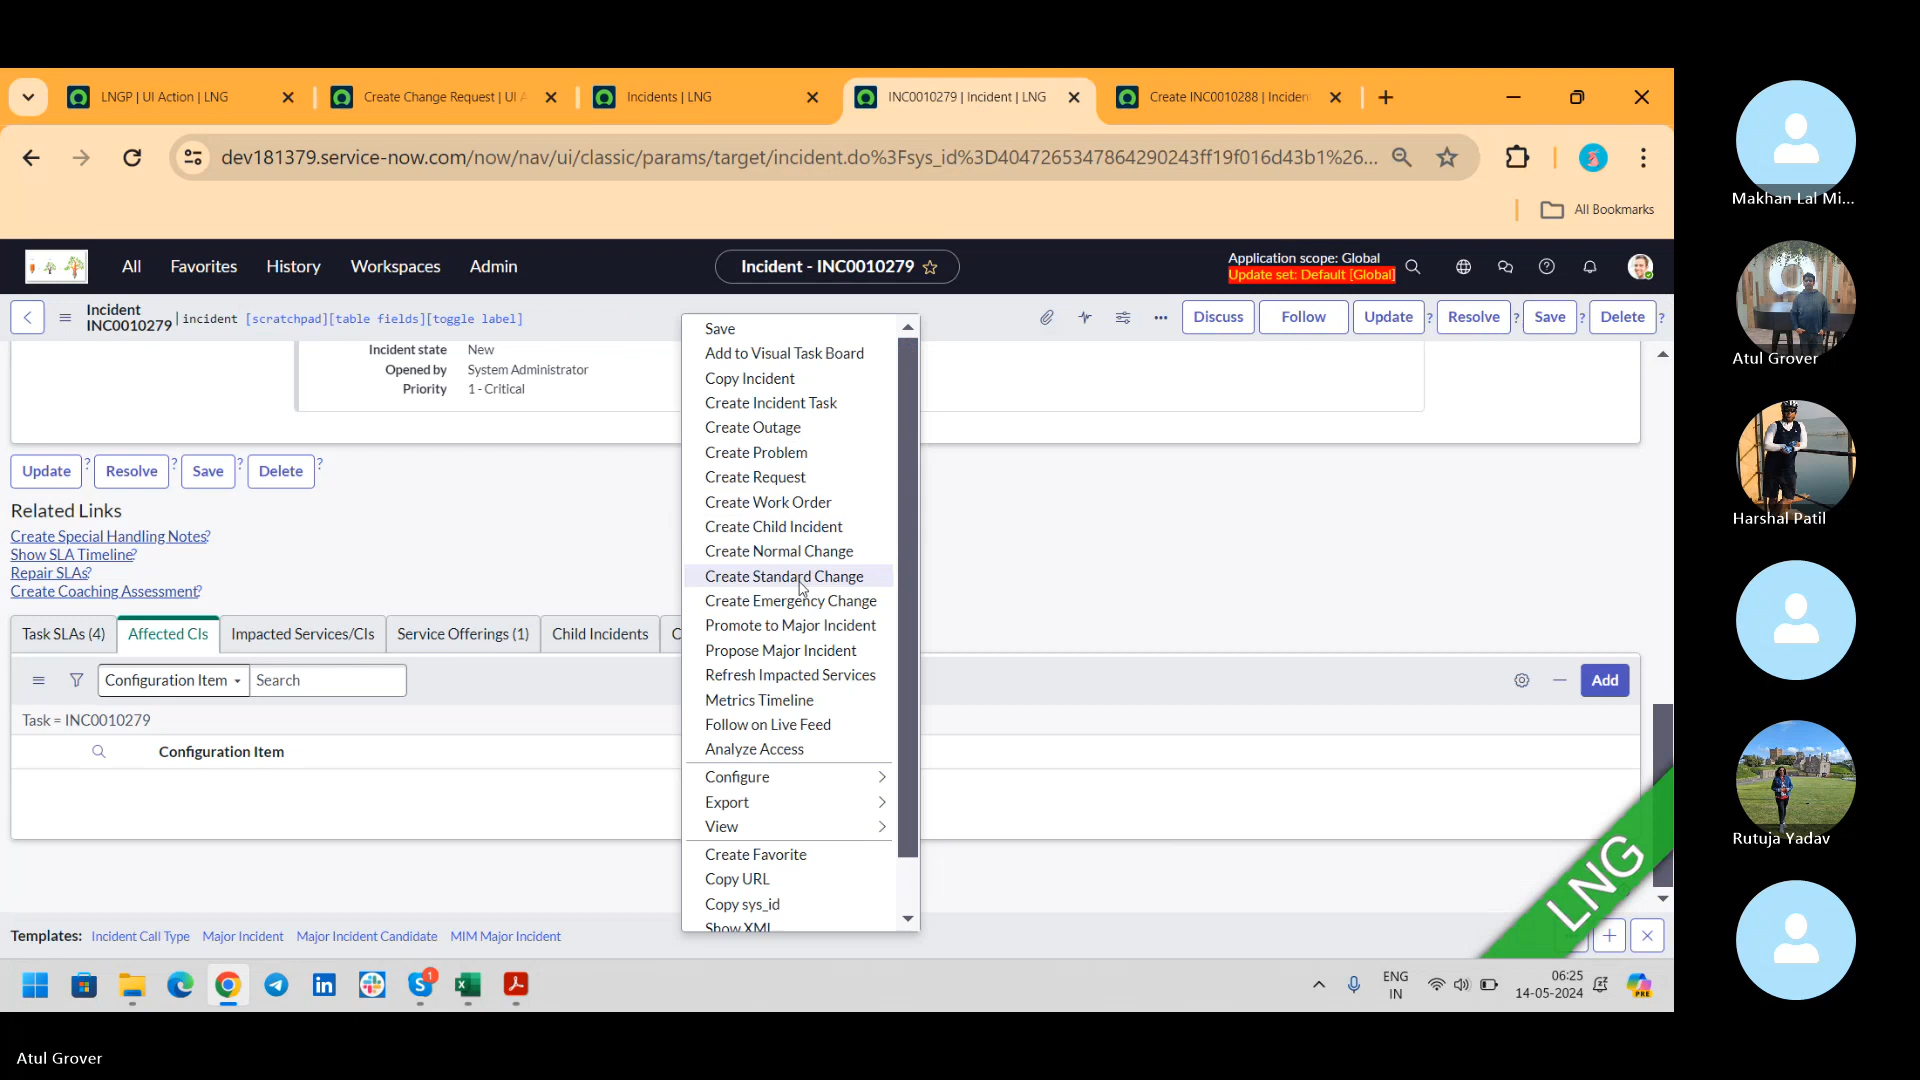 LNGP | UI Action | LNG
Create Change Request | UI A
Incidents | LNG
INC0010279 | Incident | LNG
Create INC0010288 | Inciden
dev181379.service-now.com/now/nav/ui/classic/params/target/incident.do%3Fsys_id%3D4047265347864290243ff19f016d43b1%26...
All Bookmarks
All
Favorites
History
Workspaces
Admin
Incident - INC0010279
Application scope: Global
Update set: Default [Global]
Incident
INC0010279
incident [scratchpad][table fields][toggle label]
Discuss
Follow
Update ?
Resolve ?
Save ?
Delete ?
Incident state New
Opened by System Administrator
Priority 1 - Critical
Update ? Resolve ? Save ? Delete ?
Related Links
Create Special Handling Notes?
Show SLA Timeline?
Repair SLAs?
Create Coaching Assessment?
Task SLAs (4)
Affected CIs
Impacted Services/CIs
Service Offerings (1)
Child Incidents
C
Configuration Item
Search
Add
Task = INC0010279
Configuration Item
Save
Add to Visual Task Board
Copy Incident
Create Incident Task
Create Outage
Create Problem
Create Request
Create Work Order
Create Child Incident
Create Normal Change
Create Standard Change
Create Emergency Change
Promote to Major Incident
Propose Major Incident
Refresh Impacted Services
Metrics Timeline
Follow on Live Feed
Analyze Access
Configure
Export
View
Create Favorite
Copy URL
Copy sys_id
Show XML
LNG
Templates: Incident Call Type Major Incident Major Incident Candidate MIM Major Incident
1
ENG
IN
06:25
14-05-2024
PRE
Makhan Lal Mi...
Atul Grover
Harshal Patil
Rutuja Yadav
Atul Grover